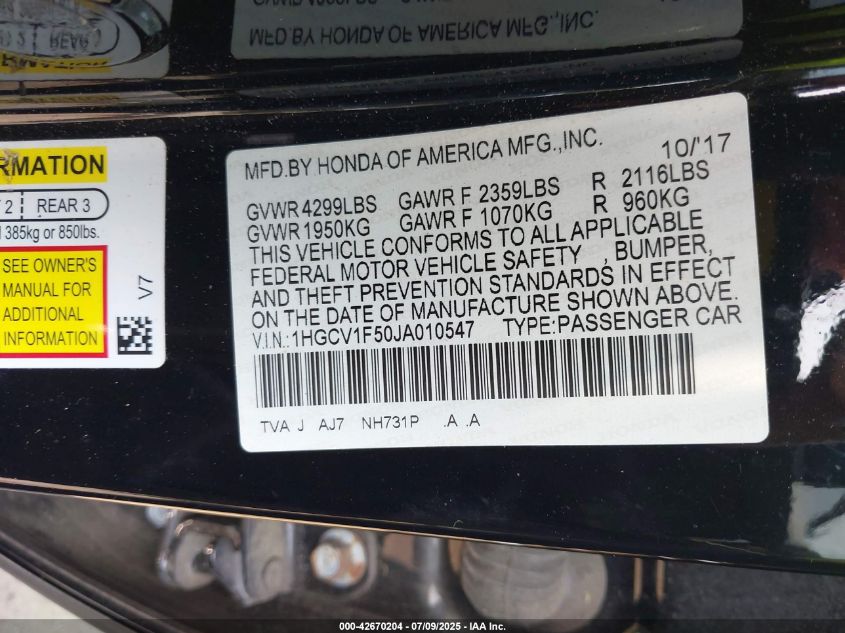 MFD.BY HONDA OF AMERICA MFG.,INC.
RMATION
2 REAR 3
385kg or 850lbs.
SEE OWNER'S
MANUAL FOR
ADDITIONAL
INFORMATION
V7
MFD.BY HONDA OF AMERICA MFG.,INC. 10/'17
GVWR 4299LBS GAWR F 2359LBS R 2116LBS
GVWR 1950KG GAWR F 1070KG R 960KG
THIS VEHICLE CONFORMS TO ALL APPLICABLE
FEDERAL MOTOR VEHICLE SAFETY , BUMPER,
AND THEFT PREVENTION STANDARDS IN EFFECT
ON THE DATE OF MANUFACTURE SHOWN ABOVE.
V.I.N.:1HGCV1F50JA010547 TYPE:PASSENGER CAR
TVA J AJ7 NH731P .A .A
000-42670204 - 07/09/2025 - IAA Inc.